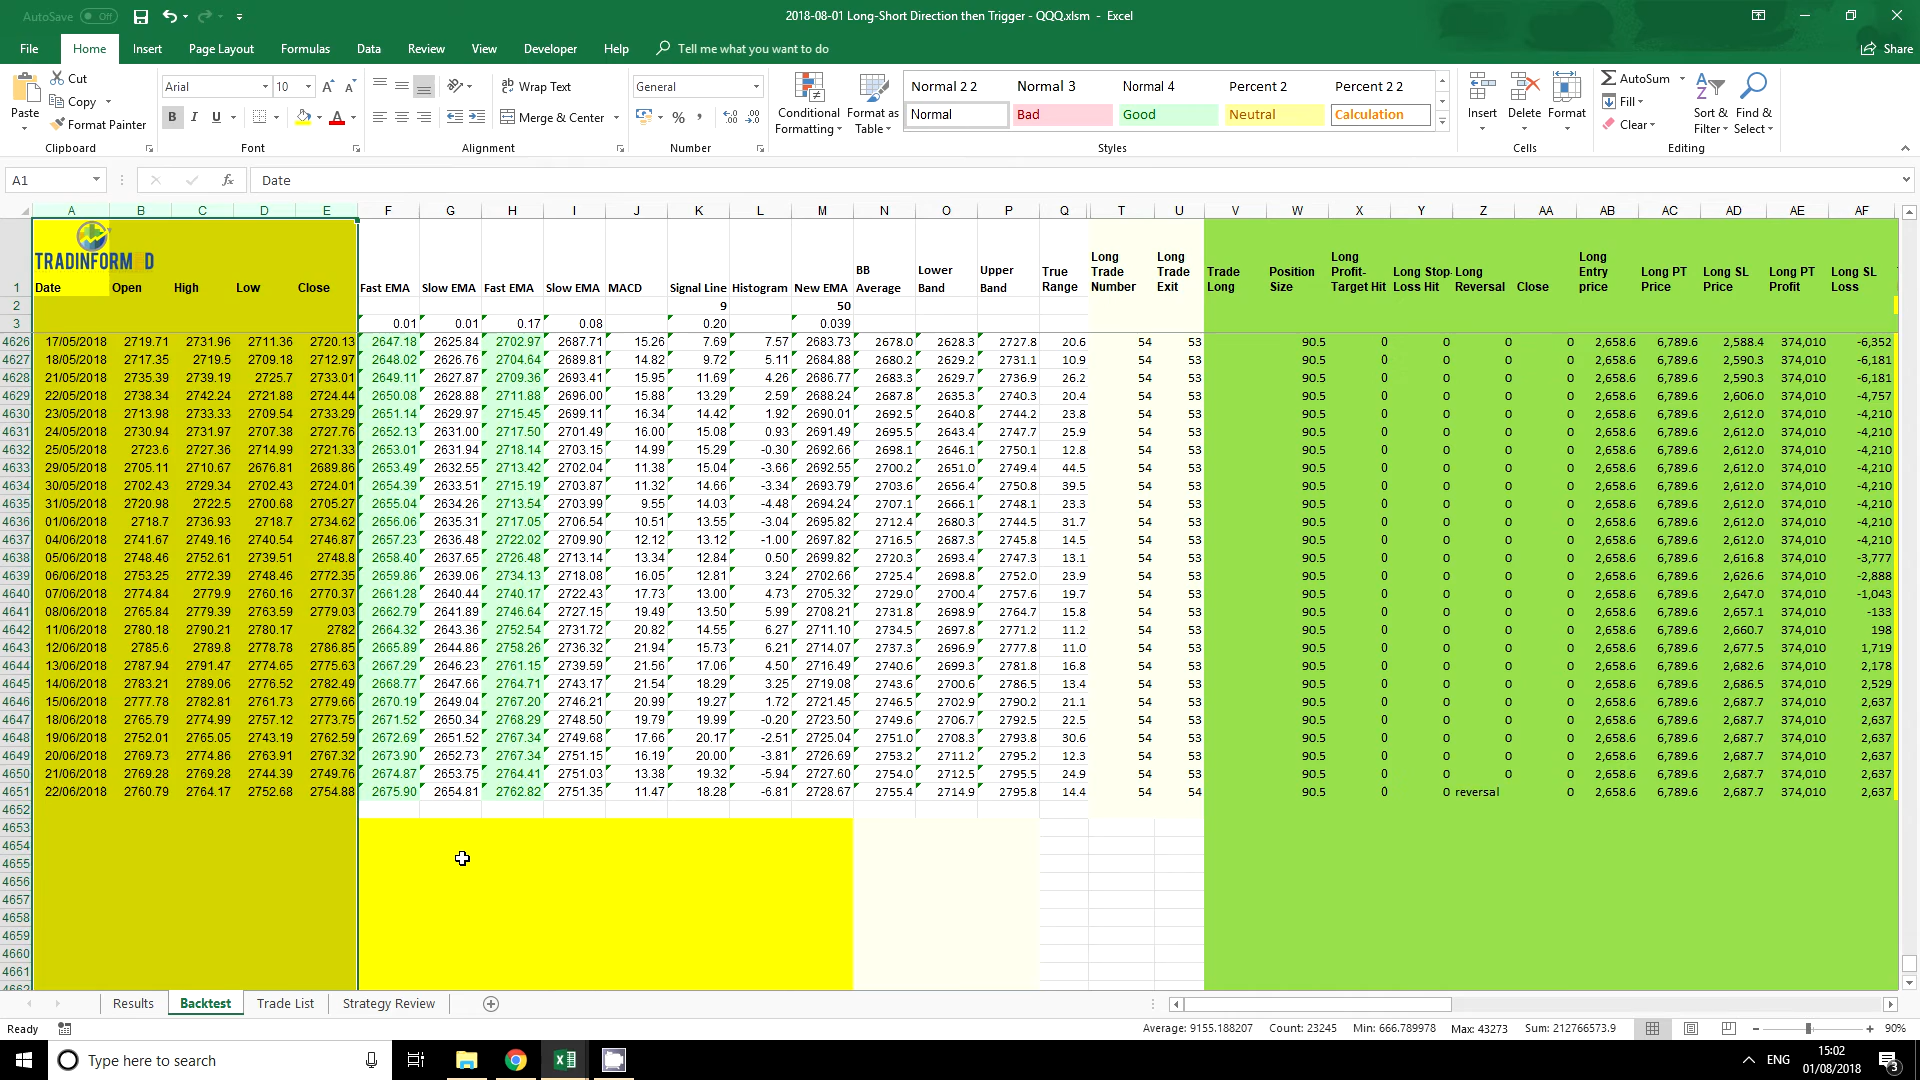 AutoSave Off 2018-08-01 Long-Short Direction then Trigger - QQQ.xlsm - Excel
File Home Insert Page Layout Formulas Data Review View Developer Help Tell me what you want to do Share
Cut Copy Format Painter Paste Clipboard
Arial 10 B I U Font
Wrap Text Merge & Center Alignment
General % , Number
Conditional Formatting Format as Table
Normal 2 2 Normal 3 Normal 4 Percent 2 Percent 2 2
Normal Bad Good Neutral Calculation
Styles
Insert Delete Format Cells
AutoSum Fill Clear Sort & Filter Find & Select Editing
A1 fx Date
A B C D E F G H I J K L M N O P Q T U V W X Y Z AA AB AC AD AE AF
TRADINFORM D
1 Date Open High Low Close Fast EMA Slow EMA Fast EMA Slow EMA MACD Signal Line Histogram New EMA BB Average Lower Band Upper Band True Range Long Trade Number Long Trade Exit Trade Long Position Size Long Profit-Target Hit Long Stop-Loss Hit Long Reversal Close Long Entry price Long PT Price Long SL Price Long PT Profit Long SL Loss
2 9 50
3 0.01 0.01 0.17 0.08 0.20 0.039
4626 17/05/2018 2719.71 2731.96 2711.36 2720.13 2647.18 2625.84 2702.97 2687.71 15.26 7.69 7.57 2683.73 2678.0 2628.3 2727.8 20.6 54 53 90.5 0 0 0 0 2,658.6 6,789.6 2,588.4 374,010 -6,352
4627 18/05/2018 2717.35 2719.5 2709.18 2712.97 2648.02 2626.76 2704.64 2689.81 14.82 9.72 5.11 2684.88 2680.2 2629.2 2731.1 10.9 54 53 90.5 0 0 0 0 2,658.6 6,789.6 2,590.3 374,010 -6,181
4628 21/05/2018 2735.39 2739.19 2725.7 2733.01 2649.11 2627.87 2709.36 2693.41 15.95 11.69 4.26 2686.77 2683.3 2629.7 2736.9 26.2 54 53 90.5 0 0 0 0 2,658.6 6,789.6 2,590.3 374,010 -6,181
4629 22/05/2018 2738.34 2742.24 2721.88 2724.44 2650.08 2628.88 2711.88 2696.00 15.88 13.29 2.59 2688.24 2687.8 2635.3 2740.3 20.4 54 53 90.5 0 0 0 0 2,658.6 6,789.6 2,606.0 374,010 -4,757
4630 23/05/2018 2713.98 2733.33 2709.54 2733.29 2651.14 2629.97 2715.45 2699.11 16.34 14.42 1.92 2690.01 2692.5 2640.8 2744.2 23.8 54 53 90.5 0 0 0 0 2,658.6 6,789.6 2,612.0 374,010 -4,210
4631 24/05/2018 2730.94 2731.97 2707.38 2727.76 2652.13 2631.00 2717.50 2701.49 16.00 15.08 0.93 2691.49 2695.5 2643.4 2747.7 25.9 54 53 90.5 0 0 0 0 2,658.6 6,789.6 2,612.0 374,010 -4,210
4632 25/05/2018 2723.6 2727.36 2714.99 2721.33 2653.01 2631.94 2718.14 2703.15 14.99 15.29 -0.30 2692.66 2698.1 2646.1 2750.1 12.8 54 53 90.5 0 0 0 0 2,658.6 6,789.6 2,612.0 374,010 -4,210
4633 29/05/2018 2705.11 2710.67 2676.81 2689.86 2653.49 2632.55 2713.42 2702.04 11.38 15.04 -3.66 2692.55 2700.2 2651.0 2749.4 44.5 54 53 90.5 0 0 0 0 2,658.6 6,789.6 2,612.0 374,010 -4,210
4634 30/05/2018 2702.43 2729.34 2702.43 2724.01 2654.39 2633.51 2715.19 2703.87 11.32 14.66 -3.34 2693.79 2703.6 2656.4 2750.8 39.5 54 53 90.5 0 0 0 0 2,658.6 6,789.6 2,612.0 374,010 -4,210
4635 31/05/2018 2720.98 2722.5 2700.68 2705.27 2655.04 2634.26 2713.54 2703.99 9.55 14.03 -4.48 2694.24 2707.1 2666.1 2748.1 23.3 54 53 90.5 0 0 0 0 2,658.6 6,789.6 2,612.0 374,010 -4,210
4636 01/06/2018 2718.7 2736.93 2718.7 2734.62 2656.06 2635.31 2717.05 2706.54 10.51 13.55 -3.04 2695.82 2712.4 2680.3 2744.5 31.7 54 53 90.5 0 0 0 0 2,658.6 6,789.6 2,612.0 374,010 -4,210
4637 04/06/2018 2741.67 2749.16 2740.54 2746.87 2657.23 2636.48 2722.02 2709.90 12.12 13.12 -1.00 2697.82 2716.5 2687.3 2745.8 14.5 54 53 90.5 0 0 0 0 2,658.6 6,789.6 2,612.0 374,010 -4,210
4638 05/06/2018 2748.46 2752.61 2739.51 2748.8 2658.40 2637.65 2726.48 2713.14 13.34 12.84 0.50 2699.82 2720.3 2693.4 2747.3 13.1 54 53 90.5 0 0 0 0 2,658.6 6,789.6 2,616.8 374,010 -3,777
4639 06/06/2018 2753.25 2772.39 2748.46 2772.35 2659.86 2639.06 2734.13 2718.08 16.05 12.81 3.24 2702.66 2725.4 2698.8 2752.0 23.9 54 53 90.5 0 0 0 0 2,658.6 6,789.6 2,626.6 374,010 -2,888
4640 07/06/2018 2774.84 2779.9 2760.16 2770.37 2661.28 2640.44 2740.17 2722.43 17.73 13.00 4.73 2705.32 2729.0 2700.4 2757.6 19.7 54 53 90.5 0 0 0 0 2,658.6 6,789.6 2,647.0 374,010 -1,043
4641 08/06/2018 2765.84 2779.39 2763.59 2779.03 2662.79 2641.89 2746.64 2727.15 19.49 13.50 5.99 2708.21 2731.8 2698.9 2764.7 15.8 54 53 90.5 0 0 0 0 2,658.6 6,789.6 2,657.1 374,010 -133
4642 11/06/2018 2780.18 2790.21 2780.17 2782 2664.32 2643.36 2752.54 2731.72 20.82 14.55 6.27 2711.10 2734.5 2697.8 2771.2 11.2 54 53 90.5 0 0 0 0 2,658.6 6,789.6 2,660.7 374,010 198
4643 12/06/2018 2785.6 2789.8 2778.78 2786.85 2665.89 2644.86 2758.26 2736.32 21.94 15.73 6.21 2714.07 2737.3 2696.9 2777.8 11.0 54 53 90.5 0 0 0 0 2,658.6 6,789.6 2,677.5 374,010 1,719
4644 13/06/2018 2787.94 2791.47 2774.65 2775.63 2667.29 2646.23 2761.15 2739.59 21.56 17.06 4.50 2716.49 2740.6 2699.3 2781.8 16.8 54 53 90.5 0 0 0 0 2,658.6 6,789.6 2,682.6 374,010 2,178
4645 14/06/2018 2783.21 2789.06 2776.52 2782.49 2668.77 2647.66 2764.71 2743.17 21.54 18.29 3.25 2719.08 2743.6 2700.6 2786.5 13.4 54 53 90.5 0 0 0 0 2,658.6 6,789.6 2,686.5 374,010 2,529
4646 15/06/2018 2777.78 2782.81 2761.73 2779.66 2670.19 2649.04 2767.20 2746.21 20.99 19.27 1.72 2721.45 2746.5 2702.9 2790.2 21.1 54 53 90.5 0 0 0 0 2,658.6 6,789.6 2,687.7 374,010 2,637
4647 18/06/2018 2765.79 2774.99 2757.12 2773.75 2671.52 2650.34 2768.29 2748.50 19.79 19.99 -0.20 2723.50 2749.6 2706.7 2792.5 22.5 54 53 90.5 0 0 0 0 2,658.6 6,789.6 2,687.7 374,010 2,637
4648 19/06/2018 2752.01 2765.05 2743.19 2762.59 2672.69 2651.52 2767.34 2749.68 17.66 20.17 -2.51 2725.04 2751.0 2708.3 2793.8 30.6 54 53 90.5 0 0 0 0 2,658.6 6,789.6 2,687.7 374,010 2,637
4649 20/06/2018 2769.73 2774.86 2763.91 2767.32 2673.90 2652.73 2767.34 2751.15 16.19 20.00 -3.81 2726.69 2753.2 2711.2 2795.2 12.3 54 53 90.5 0 0 0 0 2,658.6 6,789.6 2,687.7 374,010 2,637
4650 21/06/2018 2769.28 2769.28 2744.39 2749.76 2674.87 2653.75 2764.41 2751.03 13.38 19.32 -5.94 2727.60 2754.0 2712.5 2795.5 24.9 54 53 90.5 0 0 0 0 2,658.6 6,789.6 2,687.7 374,010 2,637
4651 22/06/2018 2760.79 2764.17 2752.68 2754.88 2675.90 2654.81 2762.82 2751.35 11.47 18.28 -6.81 2728.67 2755.4 2714.9 2795.8 14.4 54 54 90.5 0 0 reversal 0 2,658.6 6,789.6 2,687.7 374,010 2,637
4652
4653
4654
4655
4656
4657
4658
4659
4660
4661
4662
Results Backtest Trade List Strategy Review
Ready Average: 9155.188207 Count: 23245 Min: 666.789978 Max: 43273 Sum: 212766573.9 90%
Type here to search ENG 15:02
01/08/2018 3